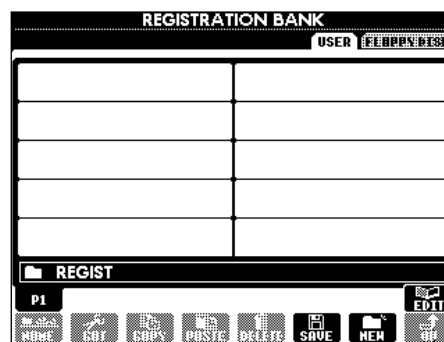 REGISTRATION BANK
USER FLOPPY DISK
REGIST
P1
EDIT
NAME CUT COPY PASTE DELETE SAVE NEW UP